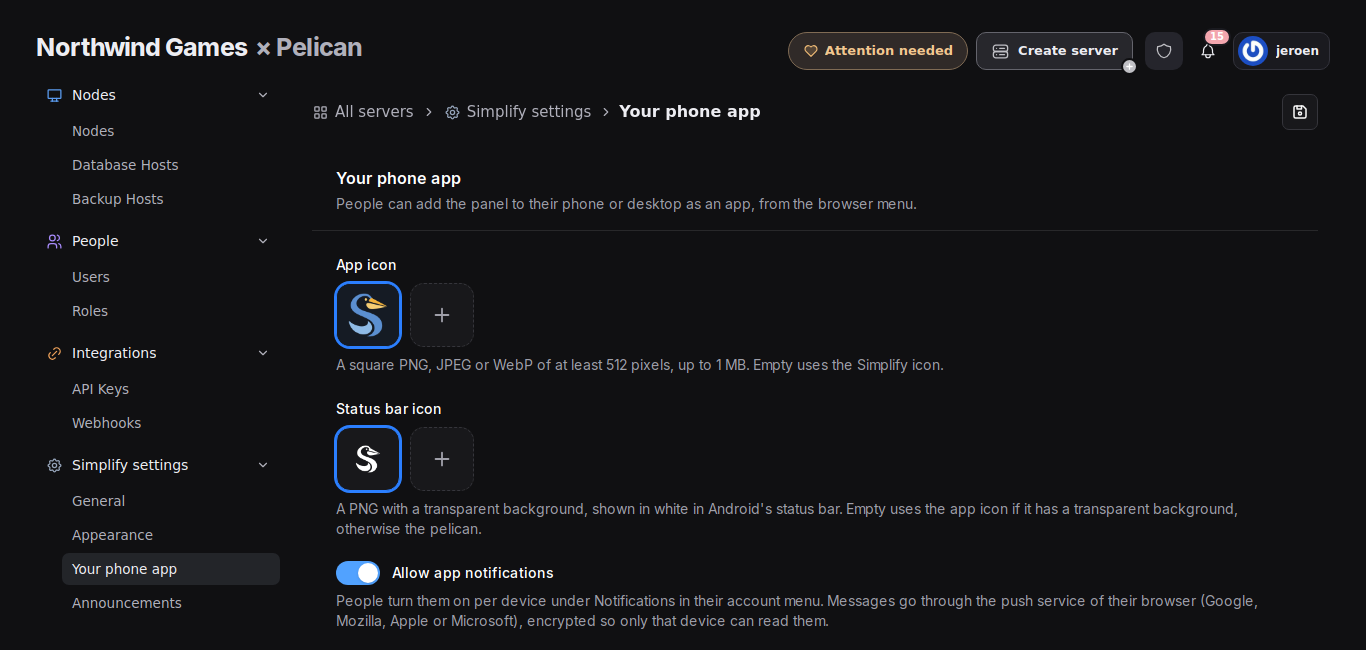 Northwind Games × Pelican
Attention needed
Create server
15
jeroen
Nodes
Nodes
Database Hosts
Backup Hosts
People
Users
Roles
Integrations
API Keys
Webhooks
Simplify settings
General
Appearance
Your phone app
Announcements
All servers > Simplify settings > Your phone app
Your phone app
People can add the panel to their phone or desktop as an app, from the browser menu.
App icon
A square PNG, JPEG or WebP of at least 512 pixels, up to 1 MB. Empty uses the Simplify icon.
Status bar icon
A PNG with a transparent background, shown in white in Android's status bar. Empty uses the app icon if it has a transparent background,
otherwise the pelican.
Allow app notifications
People turn them on per device under Notifications in their account menu. Messages go through the push service of their browser (Google,
Mozilla, Apple or Microsoft), encrypted so only that device can read them.